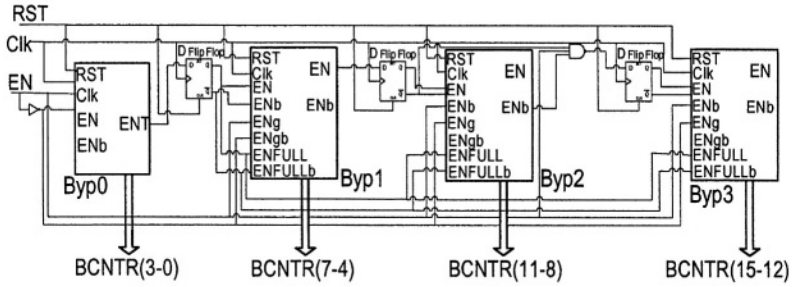 RST
Clk
EN
RST
Clk
EN
ENb
ENT
Byp0
BCNTR(3-0)
D Flip Flop
D
Q
RST
Clk
EN
ENb
ENg
ENgb
ENFULL
ENFULLb
EN
Byp1
BCNTR(7-4)
D Flip Flop
D
Q
RST
Clk
EN
ENb
ENg
ENgb
ENFULL
ENFULLb
EN
ENb
Byp2
BCNTR(11-8)
D Flip Flop
D
Q
RST
Clk
EN
ENb
ENg
ENgb
ENFULL
ENFULLb
EN
ENb
Byp3
BCNTR(15-12)